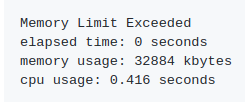 Memory Limit Exceeded
elapsed time: 0 seconds
memory usage: 32884 kbytes
cpu usage: 0.416 seconds